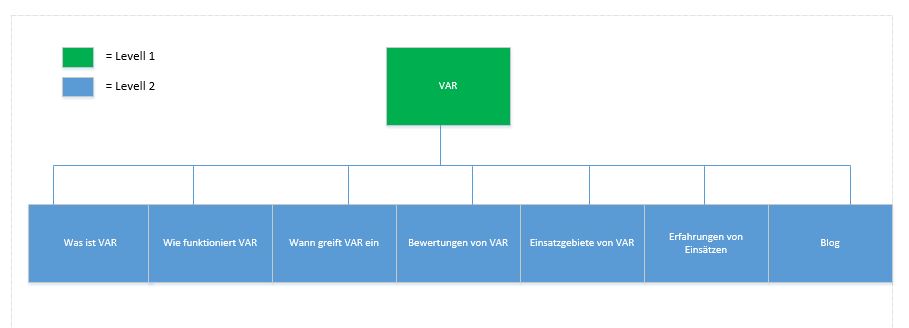 = Levell 1
= Levell 2
VAR
Was ist VAR
Wie funktioniert VAR
Wann greift VAR ein
Bewertungen von VAR
Einsatzgebiete von VAR
Erfahrungen von
Einsätzen
Blog